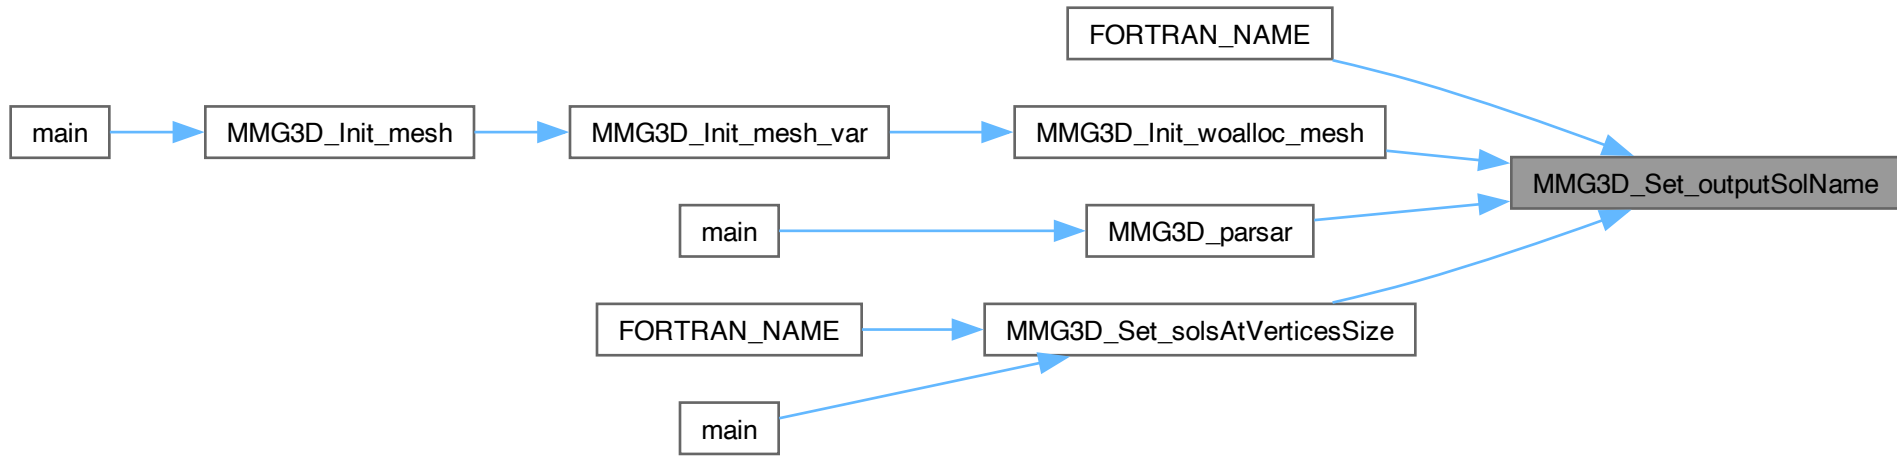 FORTRAN_NAME
main
MMG3D_Init_mesh
MMG3D_Init_mesh_var
MMG3D_Init_woalloc_mesh
MMG3D_Set_outputSolName
main
MMG3D_parsar
FORTRAN_NAME
MMG3D_Set_solsAtVerticesSize
main